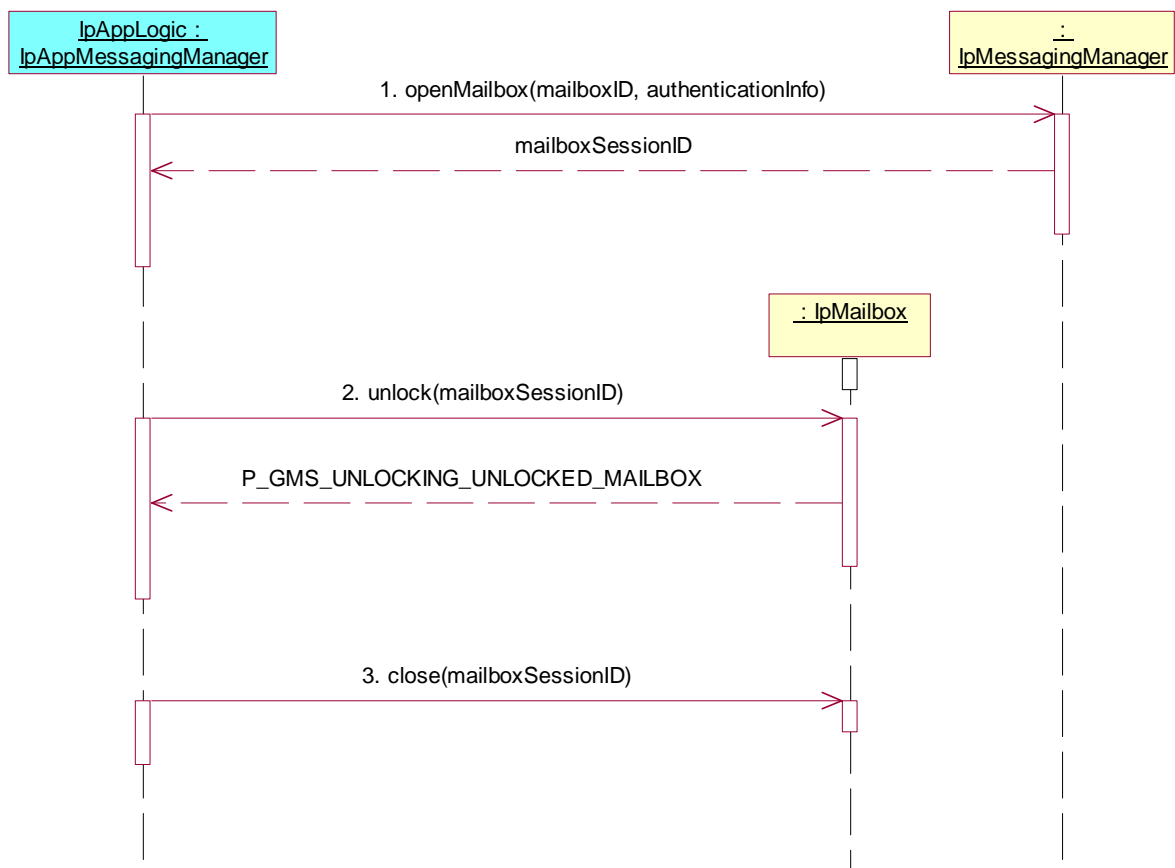 IpAppLogic :
IpAppMessagingManager
:
IpMessagingManager
1. openMailbox(mailboxID, authenticationInfo)
mailboxSessionID
: IpMailbox
2. unlock(mailboxSessionID)
P_GMS_UNLOCKING_UNLOCKED_MAILBOX
3. close(mailboxSessionID)